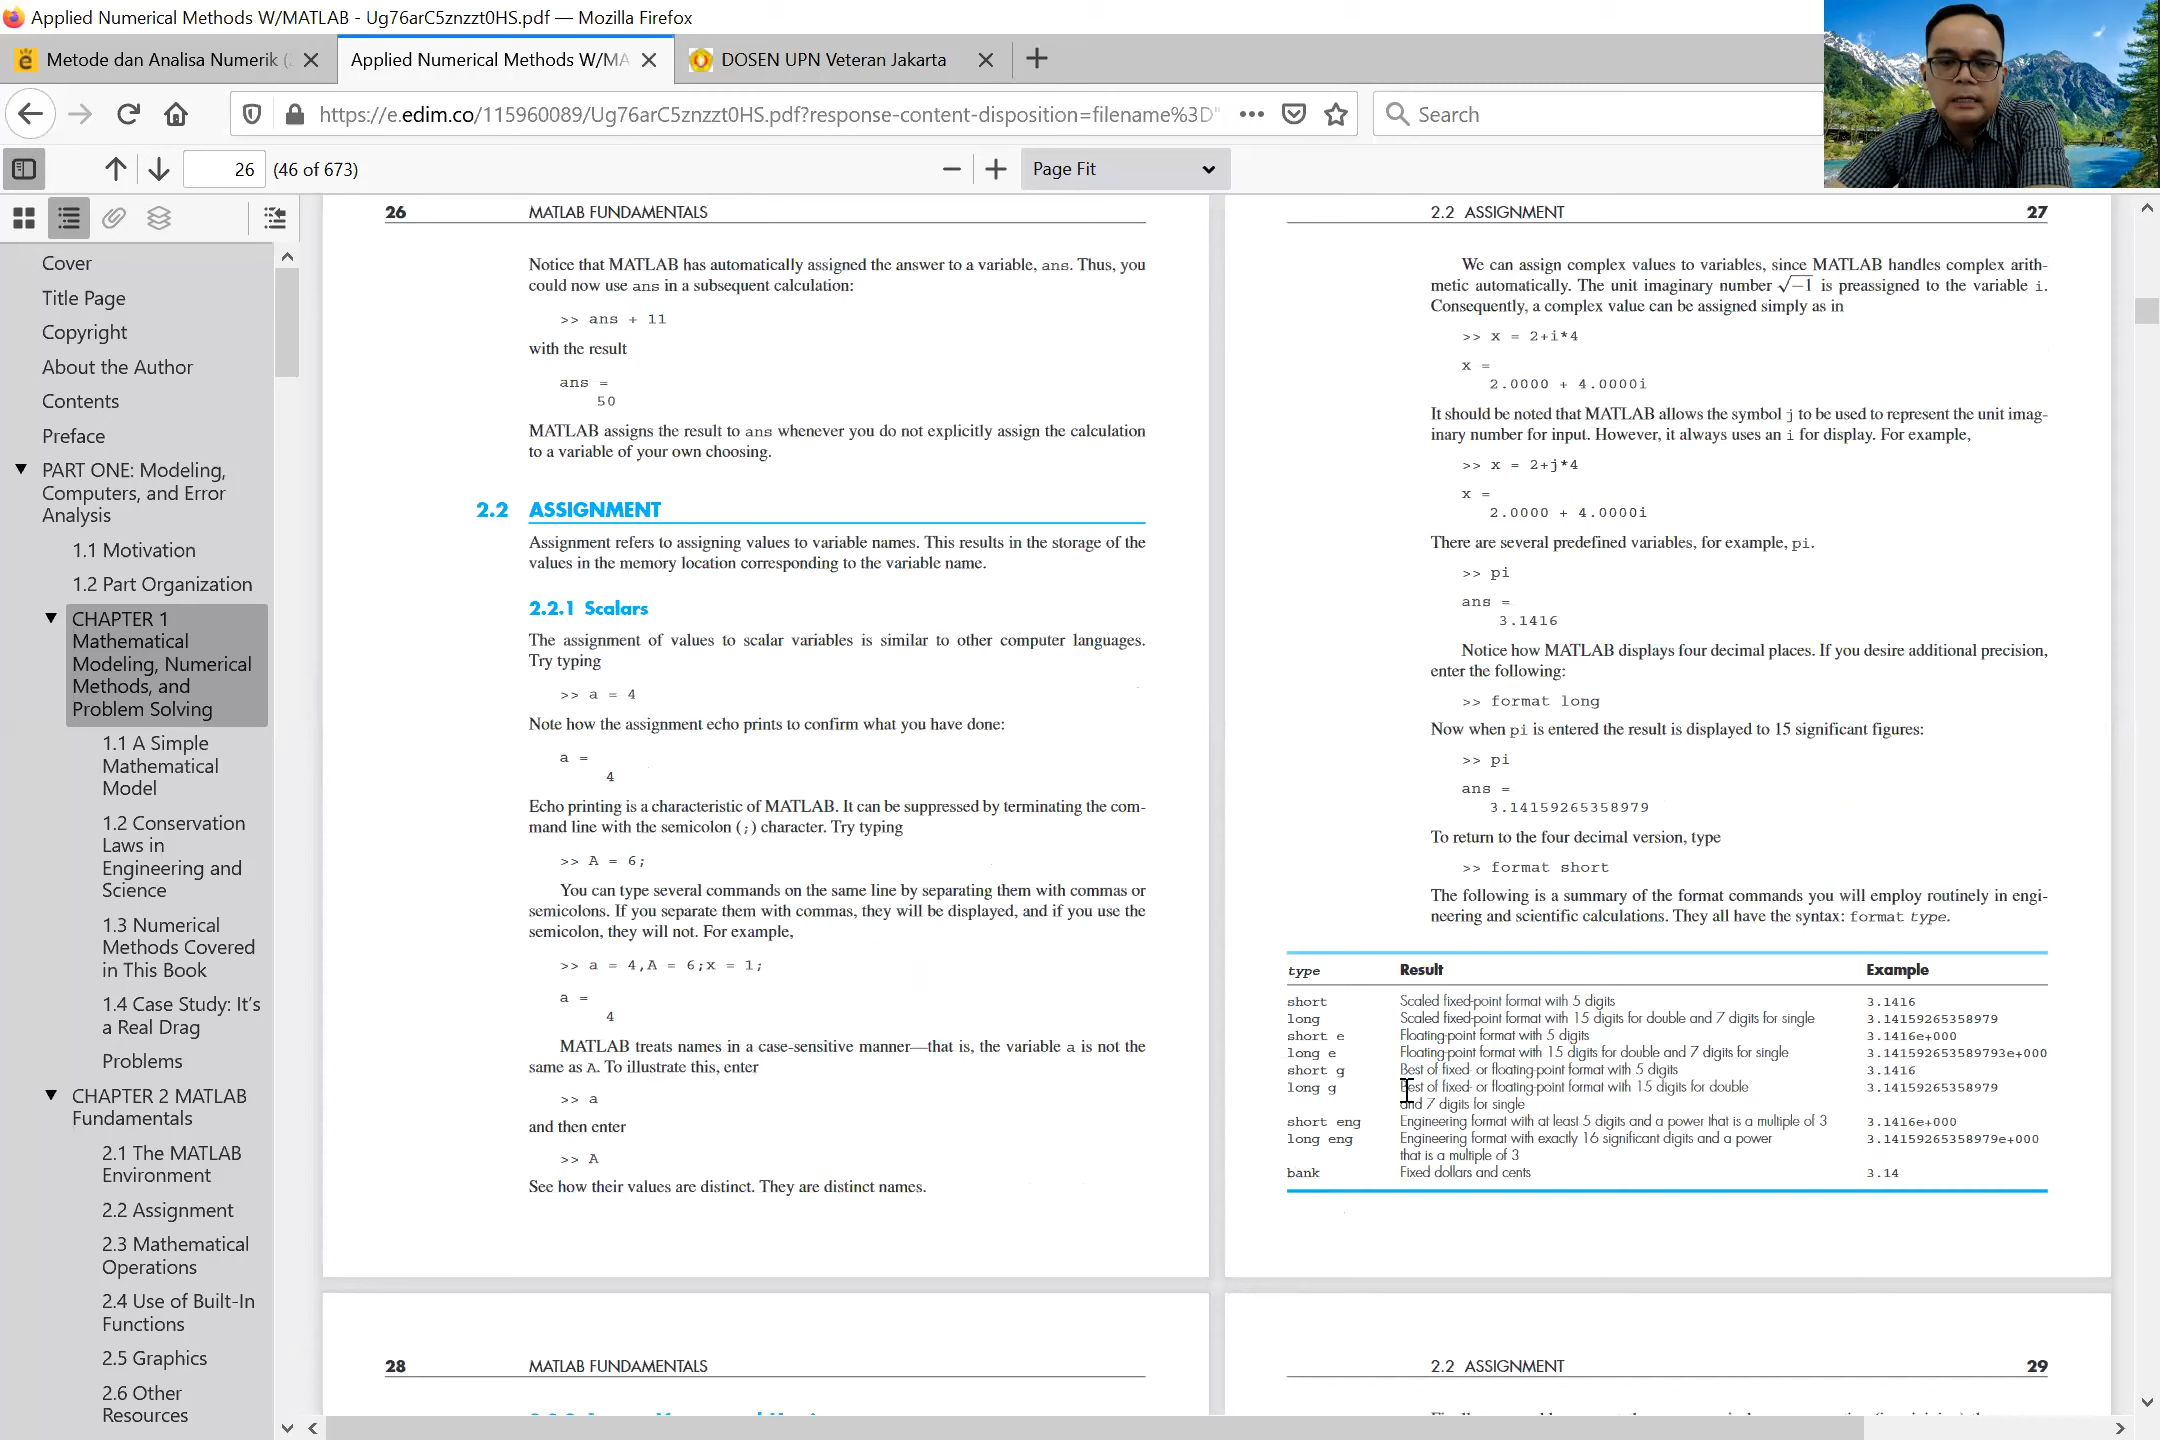 Applied Numerical Methods W/MATLAB - Ug76arC5znzzt0HS.pdf — Mozilla Firefox
Metode dan Analisa Numerik (
Applied Numerical Methods W/MA
DOSEN UPN Veteran Jakarta
https://e.edim.co/115960089/Ug76arC5znzzt0HS.pdf?response-content-disposition=filename%3D"
Search
26 (46 of 673)
Page Fit
Cover
Title Page
Copyright
About the Author
Contents
Preface
PART ONE: Modeling,
Computers, and Error
Analysis
1.1 Motivation
1.2 Part Organization
CHAPTER 1
Mathematical
Modeling, Numerical
Methods, and
Problem Solving
1.1 A Simple
Mathematical
Model
1.2 Conservation
Laws in
Engineering and
Science
1.3 Numerical
Methods Covered
in This Book
1.4 Case Study: It's
a Real Drag
Problems
CHAPTER 2 MATLAB
Fundamentals
2.1 The MATLAB
Environment
2.2 Assignment
2.3 Mathematical
Operations
2.4 Use of Built-In
Functions
2.5 Graphics
2.6 Other
Resources
26 MATLAB FUNDAMENTALS
Notice that MATLAB has automatically assigned the answer to a variable, ans. Thus, you
could now use ans in a subsequent calculation:
>> ans + 11
with the result
ans =
50
MATLAB assigns the result to ans whenever you do not explicitly assign the calculation
to a variable of your own choosing.
2.2 ASSIGNMENT
Assignment refers to assigning values to variable names. This results in the storage of the
values in the memory location corresponding to the variable name.
2.2.1 Scalars
The assignment of values to scalar variables is similar to other computer languages.
Try typing
>> a = 4
Note how the assignment echo prints to confirm what you have done:
a =
4
Echo printing is a characteristic of MATLAB. It can be suppressed by terminating the com-
mand line with the semicolon (;) character. Try typing
>> A = 6;
You can type several commands on the same line by separating them with commas or
semicolons. If you separate them with commas, they will be displayed, and if you use the
semicolon, they will not. For example,
>> a = 4,A = 6;x = 1;
a =
4
MATLAB treats names in a case-sensitive manner—that is, the variable a is not the
same as A. To illustrate this, enter
>> a
and then enter
>> A
See how their values are distinct. They are distinct names.
2.2 ASSIGNMENT 27
We can assign complex values to variables, since MATLAB handles complex arith-
metic automatically. The unit imaginary number √−1 is preassigned to the variable i.
Consequently, a complex value can be assigned simply as in
>> x = 2+i*4
x =
2.0000 + 4.0000i
It should be noted that MATLAB allows the symbol j to be used to represent the unit imag-
inary number for input. However, it always uses an i for display. For example,
>> x = 2+j*4
x =
2.0000 + 4.0000i
There are several predefined variables, for example, pi.
>> pi
ans =
3.1416
Notice how MATLAB displays four decimal places. If you desire additional precision,
enter the following:
>> format long
Now when pi is entered the result is displayed to 15 significant figures:
>> pi
ans =
3.14159265358979
To return to the four decimal version, type
>> format short
The following is a summary of the format commands you will employ routinely in engi-
neering and scientific calculations. They all have the syntax: format type.
type Result Example
short Scaled fixed-point format with 5 digits 3.1416
long Scaled fixed-point format with 15 digits for double and 7 digits for single 3.14159265358979
short e Floating-point format with 5 digits 3.1416e+000
long e Floating-point format with 15 digits for double and 7 digits for single 3.141592653589793e+000
short g Best of fixed- or floating-point format with 5 digits 3.1416
long g Best of fixed- or floating-point format with 15 digits for double 3.14159265358979
and 7 digits for single
short eng Engineering format with at least 5 digits and a power that is a multiple of 3 3.1416e+000
long eng Engineering format with exactly 16 significant digits and a power 3.14159265358979e+000
that is a multiple of 3
bank Fixed dollars and cents 3.14
28 MATLAB FUNDAMENTALS
2.2 ASSIGNMENT 29